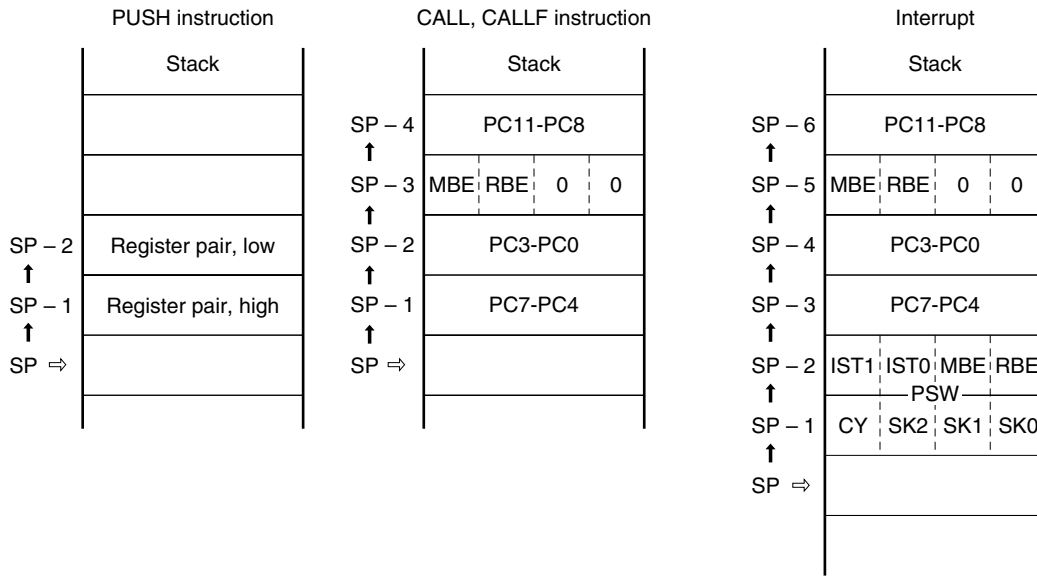 PUSH instruction
Stack
SP – 2 Register pair, low
SP – 1 Register pair, high
SP ⇨
CALL, CALLF instruction
Stack
SP – 4 PC11-PC8
SP – 3 MBE RBE 0 0
SP – 2 PC3-PC0
SP – 1 PC7-PC4
SP ⇨
Interrupt
Stack
SP – 6 PC11-PC8
SP – 5 MBE RBE 0 0
SP – 4 PC3-PC0
SP – 3 PC7-PC4
SP – 2 IST1 IST0 MBE RBE
PSW
SP – 1 CY SK2 SK1 SK0
SP ⇨